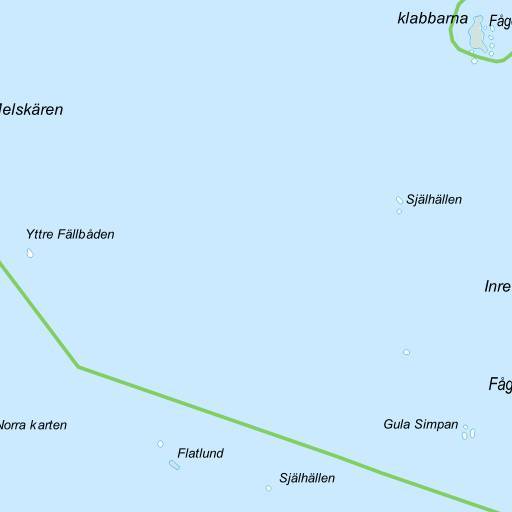 klabbarna
Fåg
elskären
Själhällen
Yttre Fällbåden
Inre
Fåg
Norra karten
Gula Simpan
Flatlund
Själhällen